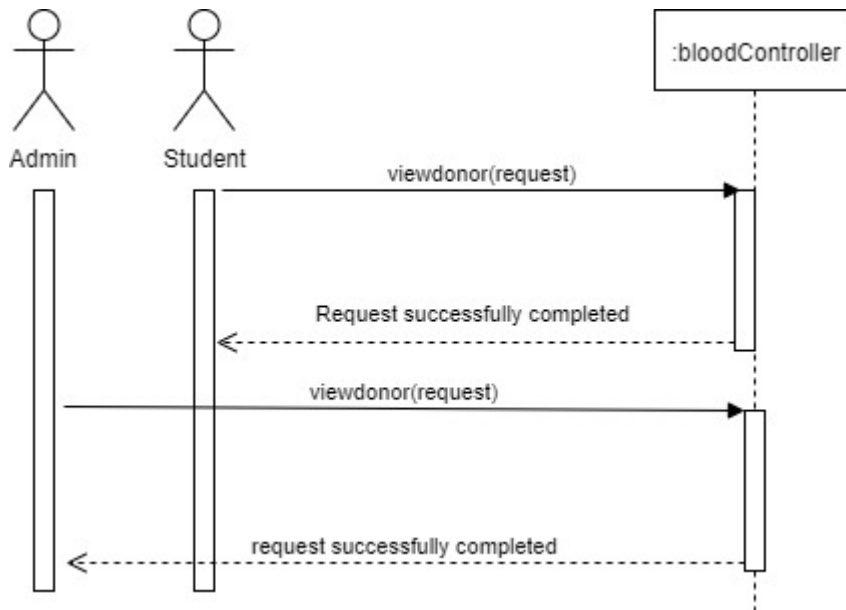 :bloodController
Admin
Student
viewdonor(request)
Request successfully completed
viewdonor(request)
request successfully completed